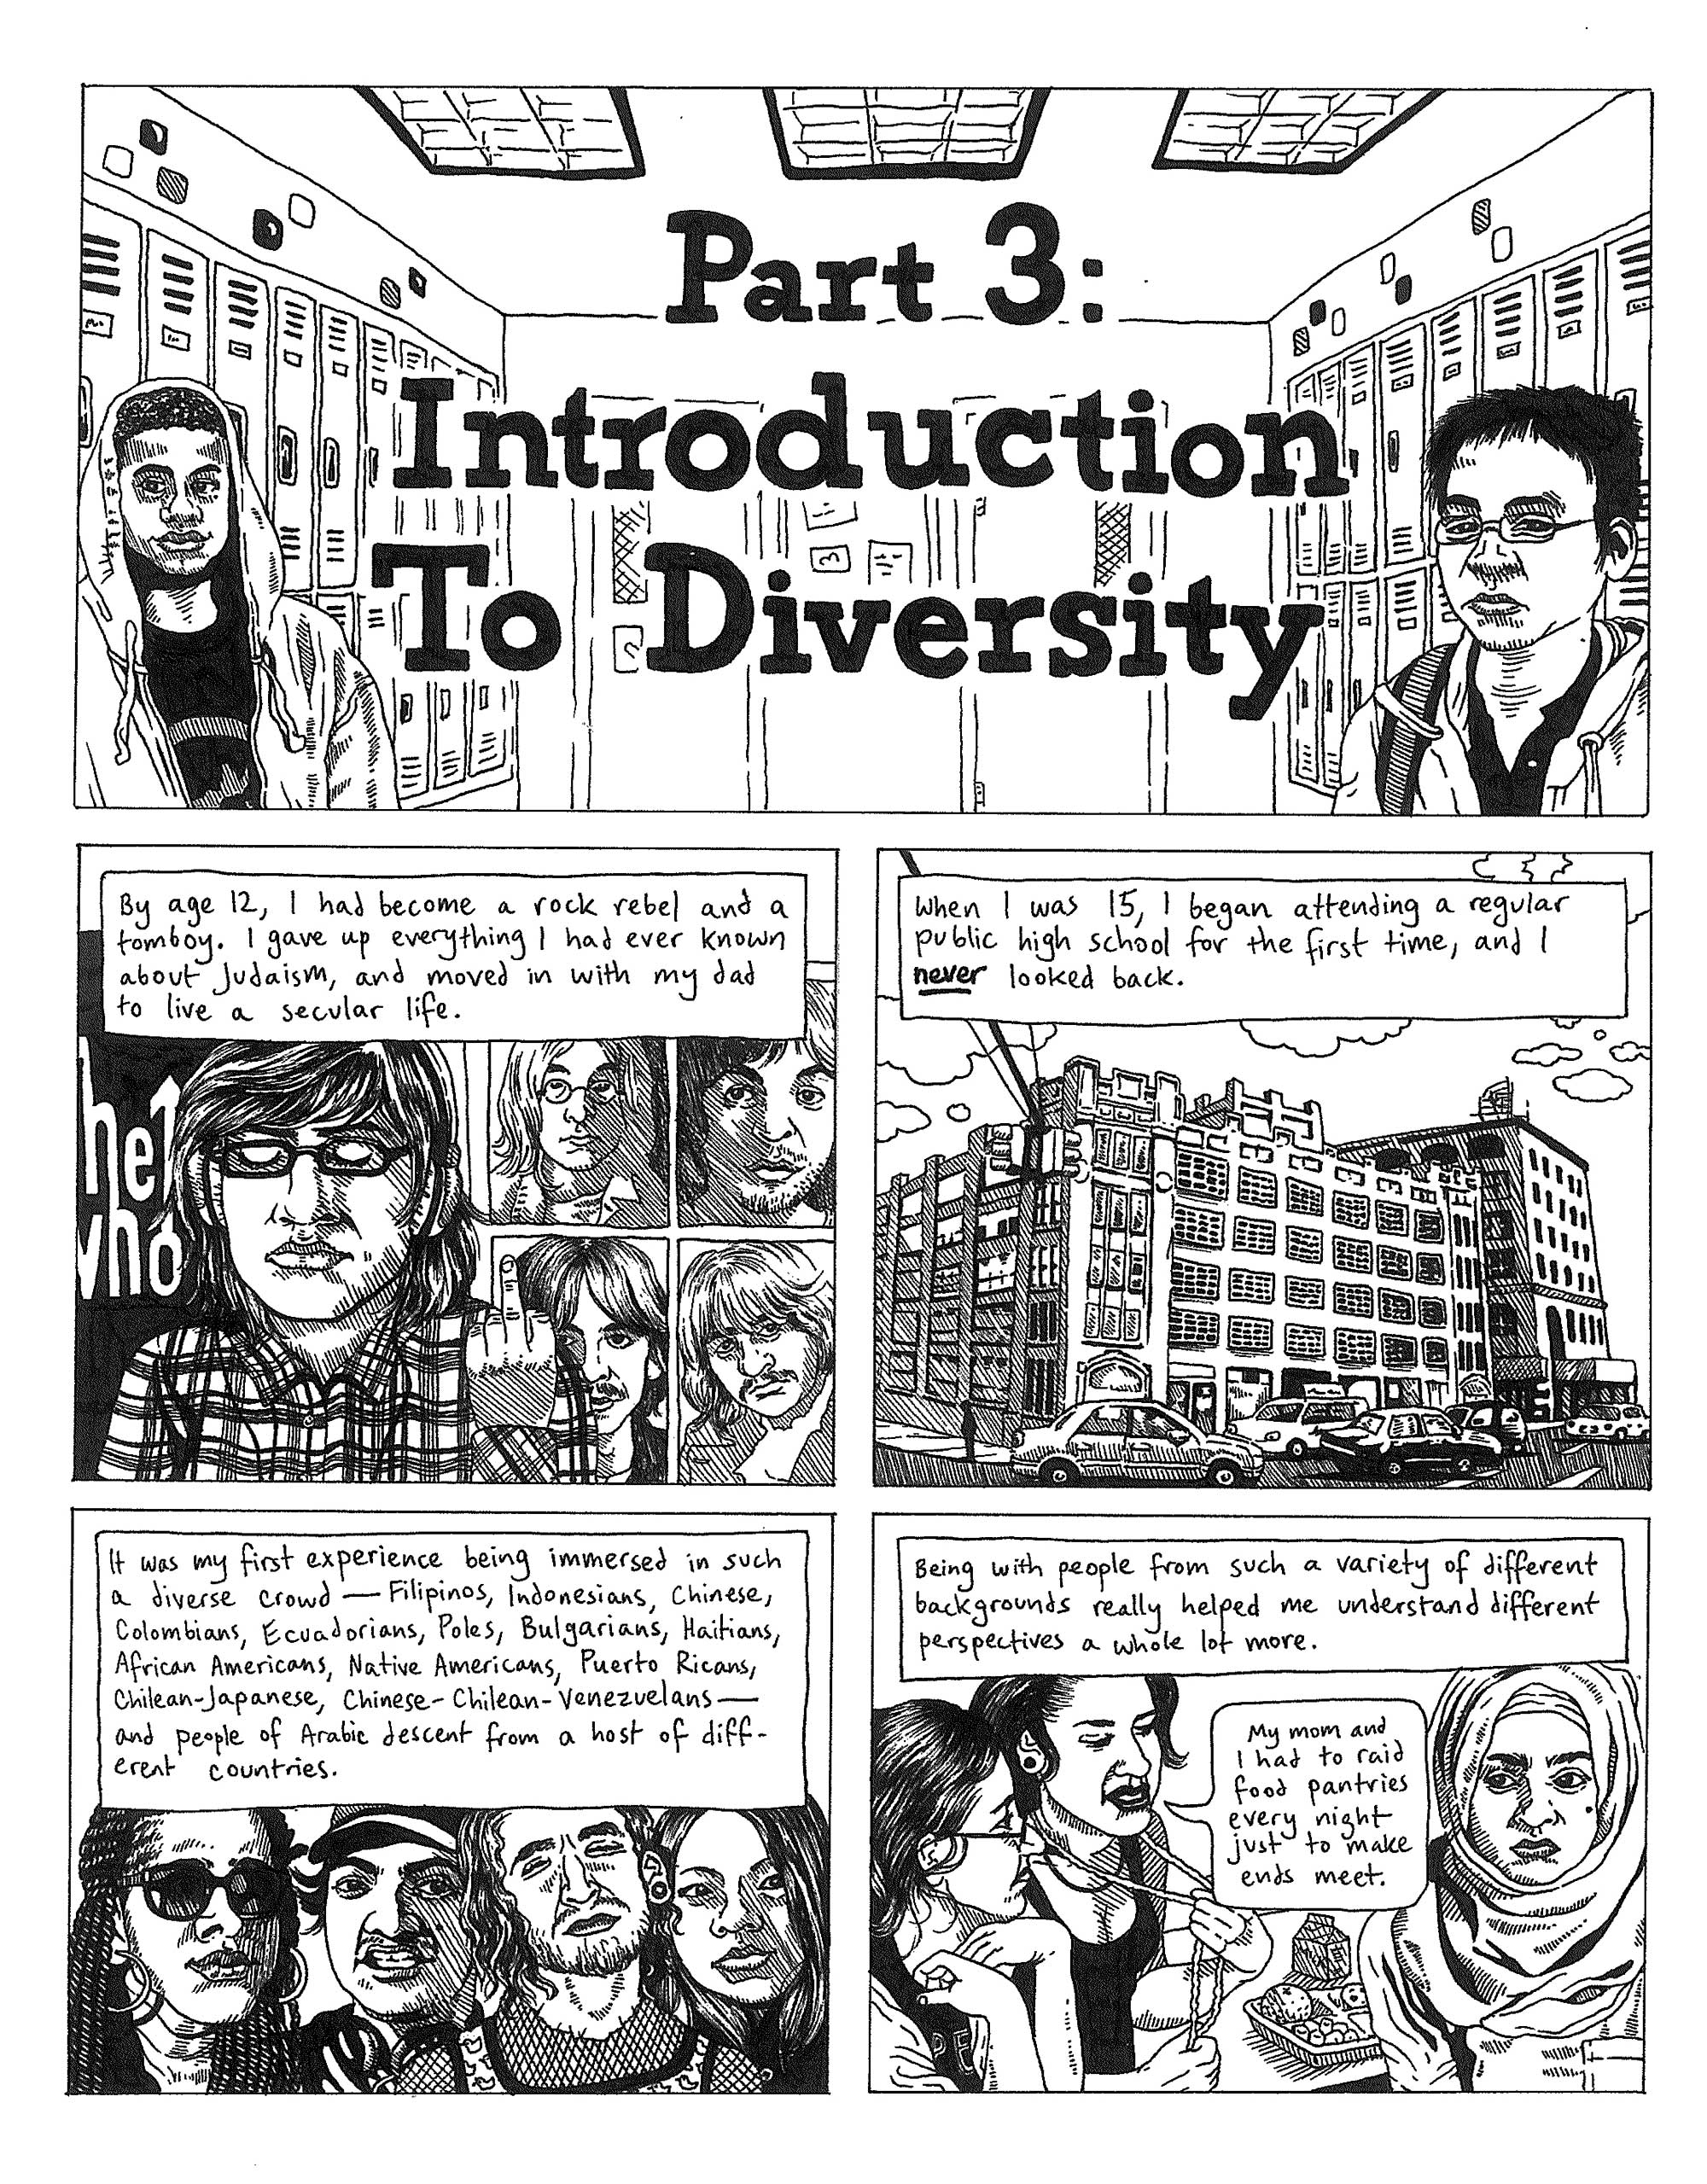 Part 3:
Introduction
To Diversity
By age 12, I had become a rock rebel and a
tomboy. I gave up everything I had ever known
about Judaism, and moved in with my dad
to live a secular life.
he
who
When I was 15, I began attending a regular
public high school for the first time, and I
never looked back.
It was my first experience being immersed in such
a diverse crowd — Filipinos, Indonesians, Chinese,
Colombians, Ecuadorians, Poles, Bulgarians, Haitians,
African Americans, Native Americans, Puerto Ricans,
Chilean-Japanese, Chinese-Chilean-Venezuelans —
and people of Arabic descent from a host of diff-
erent countries.
Being with people from such a variety of different
backgrounds really helped me understand different
perspectives a whole lot more.
My mom and
I had to raid
food pantries
every night
just to make
ends meet.